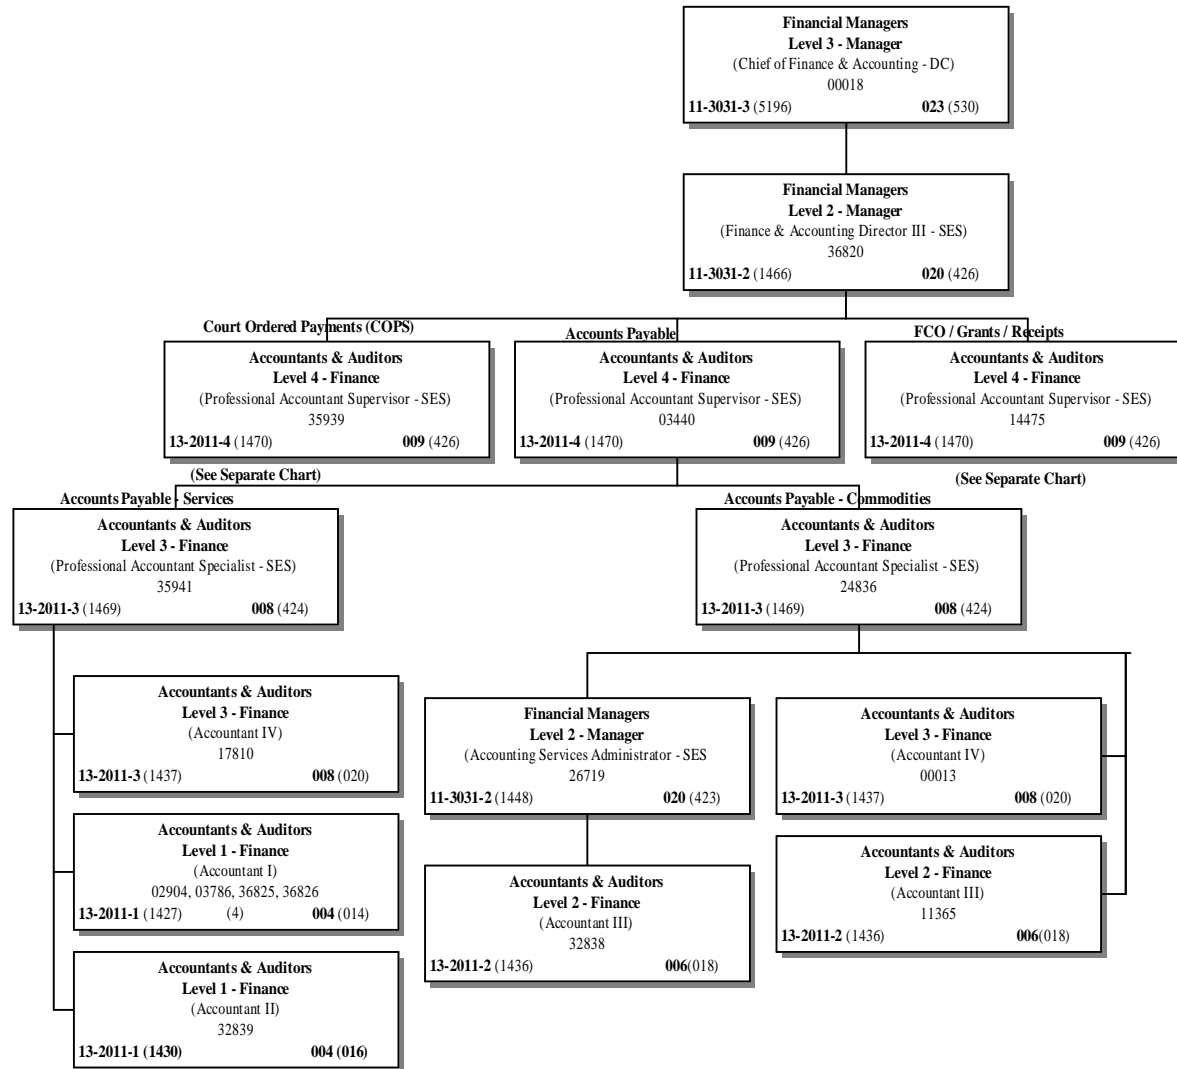 Financial Managers
Level 3 - Manager
(Chief of Finance & Accounting - DC)
00018
11-3031-3 (5196) 023 (530)
Financial Managers
Level 2 - Manager
(Finance & Accounting Director III - SES)
36820
11-3031-2 (1466) 020 (426)
Court Ordered Payments (COPS)
Accountants & Auditors
Level 4 - Finance
(Professional Accountant Supervisor - SES)
35939
13-2011-4 (1470) 009 (426)
(See Separate Chart)
Accounts Payable
Accountants & Auditors
Level 4 - Finance
(Professional Accountant Supervisor - SES)
03440
13-2011-4 (1470) 009 (426)
FCO / Grants / Receipts
Accountants & Auditors
Level 4 - Finance
(Professional Accountant Supervisor - SES)
14475
13-2011-4 (1470) 009 (426)
(See Separate Chart)
Accounts Payable - Services
Accountants & Auditors
Level 3 - Finance
(Professional Accountant Specialist - SES)
35941
13-2011-3 (1469) 008 (424)
Accounts Payable - Commodities
Accountants & Auditors
Level 3 - Finance
(Professional Accountant Specialist - SES)
24836
13-2011-3 (1469) 008 (424)
Accountants & Auditors
Level 3 - Finance
(Accountant IV)
17810
13-2011-3 (1437) 008 (020)
Accountants & Auditors
Level 1 - Finance
(Accountant I)
02904, 03786, 36825, 36826
13-2011-1 (1427) (4) 004 (014)
Accountants & Auditors
Level 1 - Finance
(Accountant II)
32839
13-2011-1 (1430) 004 (016)
Financial Managers
Level 2 - Manager
(Accounting Services Administrator - SES
26719
11-3031-2 (1448) 020 (423)
Accountants & Auditors
Level 2 - Finance
(Accountant III)
32838
13-2011-2 (1436) 006(018)
Accountants & Auditors
Level 3 - Finance
(Accountant IV)
00013
13-2011-3 (1437) 008 (020)
Accountants & Auditors
Level 2 - Finance
(Accountant III)
11365
13-2011-2 (1436) 006(018)